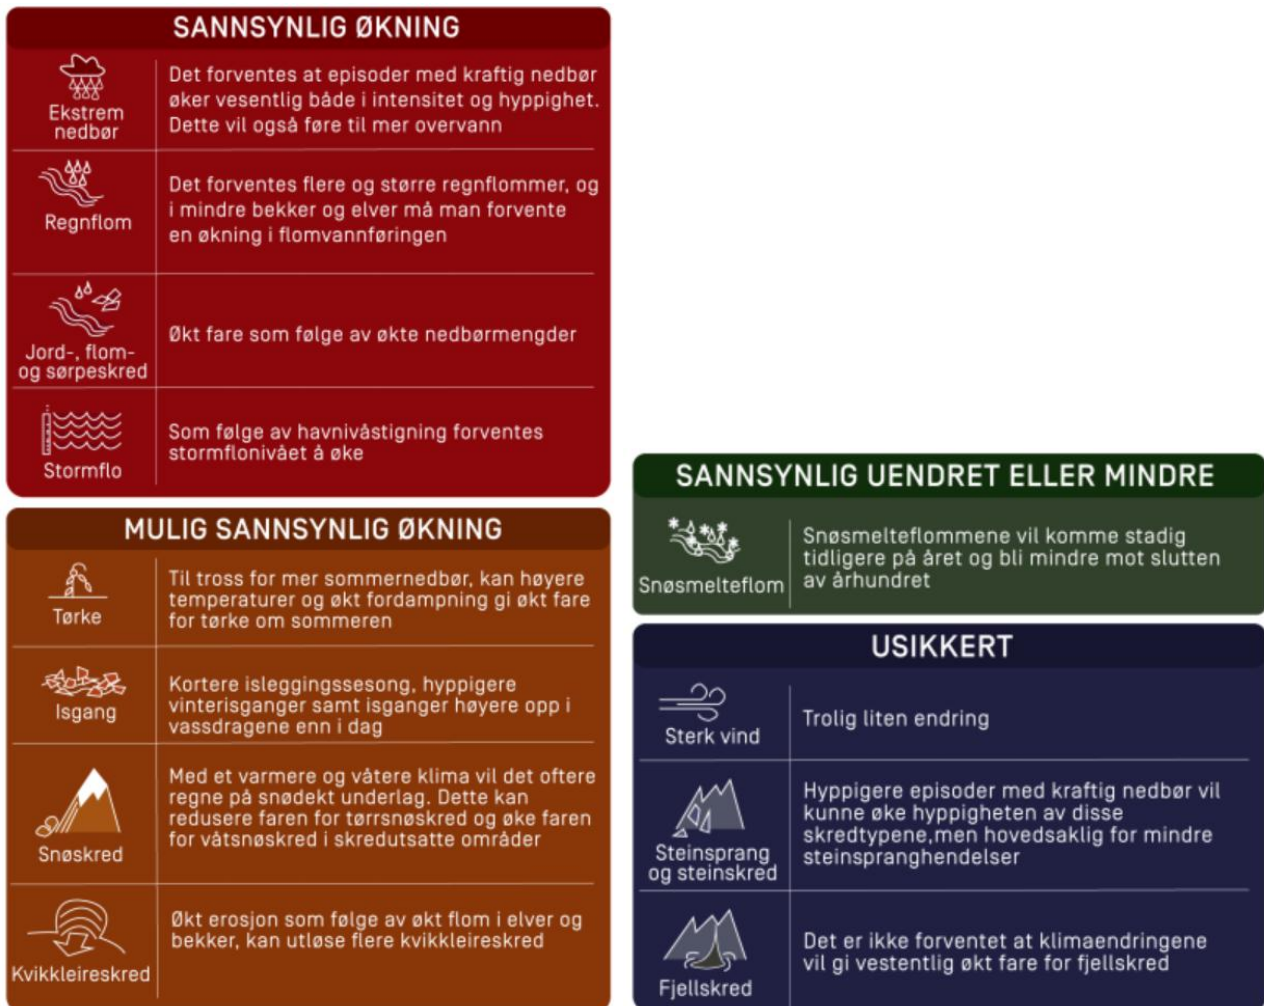 SANNSYNLIG ØKNING
Ekstrem
nedbør
Det forventes at episoder med kraftig nedbør
øker vesentlig både i intensitet og hyppighet.
Dette vil også føre til mer overvann
Regnflom
Det forventes flere og større regnflommer, og
i mindre bekker og elver må man forvente
en økning i flomvannføringen
Jord-, flom-
og sørpeskred
Økt fare som følge av økte nedbørmengder
Stormflo
Som følge av havnivåstigning forventes
stormflonivået å øke
MULIG SANNSYNLIG ØKNING
Tørke
Til tross for mer sommernedbør, kan høyere
temperaturer og økt fordampning gi økt fare
for tørke om sommeren
Isgang
Kortere isleggingssesong, hyppigere
vinterisganger samt isganger høyere opp i
vassdragene enn i dag
Snøskred
Med et varmere og våtere klima vil det oftere
regne på snødekt underlag. Dette kan
redusere faren for tørrsnøskred og øke faren
for våtsnøskred i skredutsatte områder
Kvikkleireskred
Økt erosjon som følge av økt flom i elver og
bekker, kan utløse flere kvikkleireskred
SANNSYNLIG UENDRET ELLER MINDRE
Snøsmelteflom
Snøsmelteflommene vil komme stadig
tidligere på året og bli mindre mot slutten
av århundret
USIKKERT
Sterk vind
Trolig liten endring
Steinsprang
og steinskred
Hyppigere episoder med kraftig nedbør vil
kunne øke hyppigheten av disse
skredtypene,men hovedsaklig for mindre
steinspranghendelser
Fjellskred
Det er ikke forventet at klimaendringene
vil gi vestentlig økt fare for fjellskred